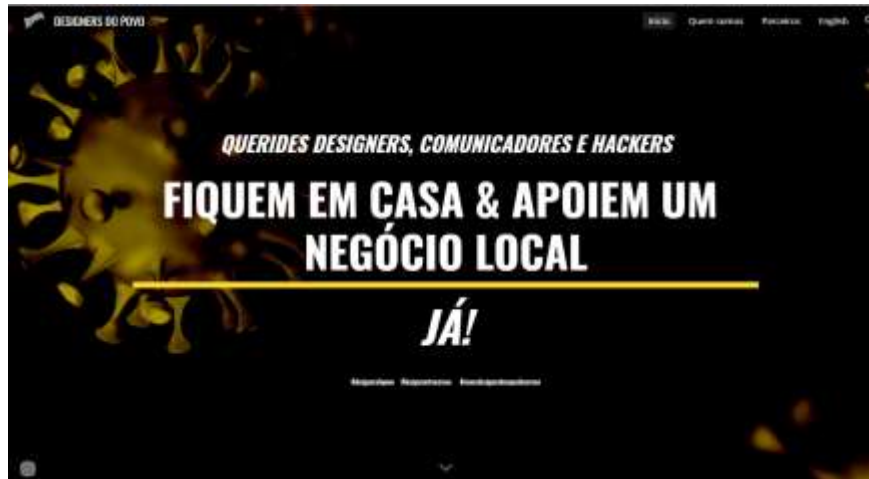 DESIGNERS DO POVO
Início Quem somos Parceiros English
QUERIDES DESIGNERS, COMUNICADORES E HACKERS
FIQUEM EM CASA & APOIEM UM
NEGÓCIO LOCAL
JÁ!